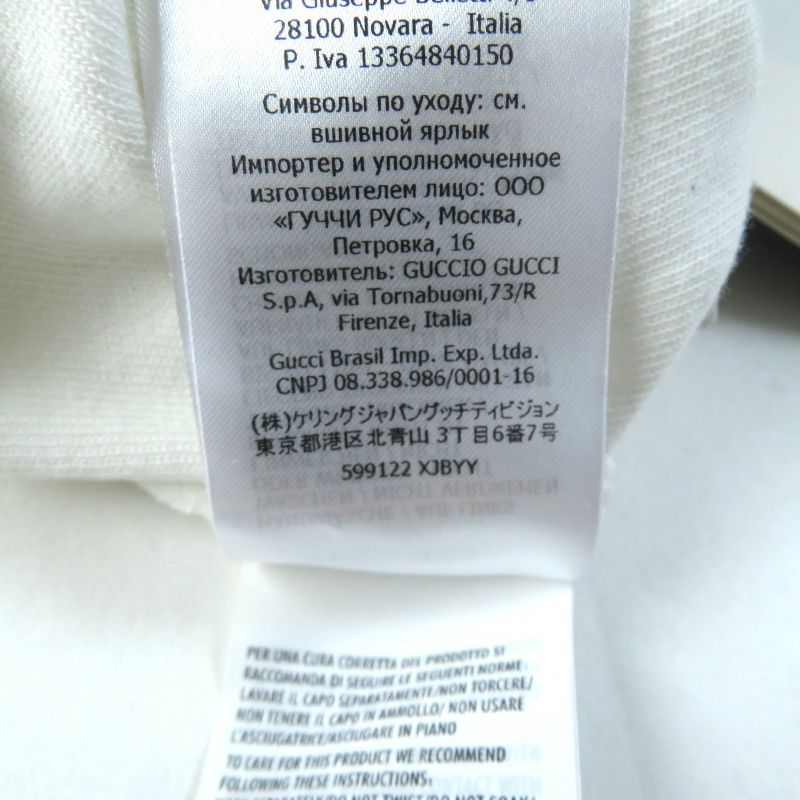 Via Giuseppe
28100 Novara - Italia
P. Iva 13364840150
Символы по уходу: см.
вшивной ярлык
Импортер и уполномоченное
изготовителем лицо: ООО
«ГУЧЧИ РУС», Москва,
Петровка, 16
Изготовитель: GUCCIO GUCCI
S.p.A, via Tornabuoni,73/R
Firenze, Italia
Gucci Brasil Imp. Exp. Ltda.
CNPJ 08.338.986/0001-16
(株)ケリングジャパングッチディビジョン
東京都港区北青山 3丁目6番7号
599122 XJBYY
PER UNA CURA CORRETTA DEL PRODOTTO SI
RACCOMANDA DI SEGUIRE LE SEGUENTI NORME:
LAVARE IL CAPO SEPARATAMENTE/NON TORCERE/
NON TENERE IL CAPO IN AMMOLLO/ NON USARE
L'ASCIUGATRICE/ASCIUGARE IN PIANO
TO CARE FOR THIS PRODUCT WE RECOMMEND
FOLLOWING THESE INSTRUCTIONS: